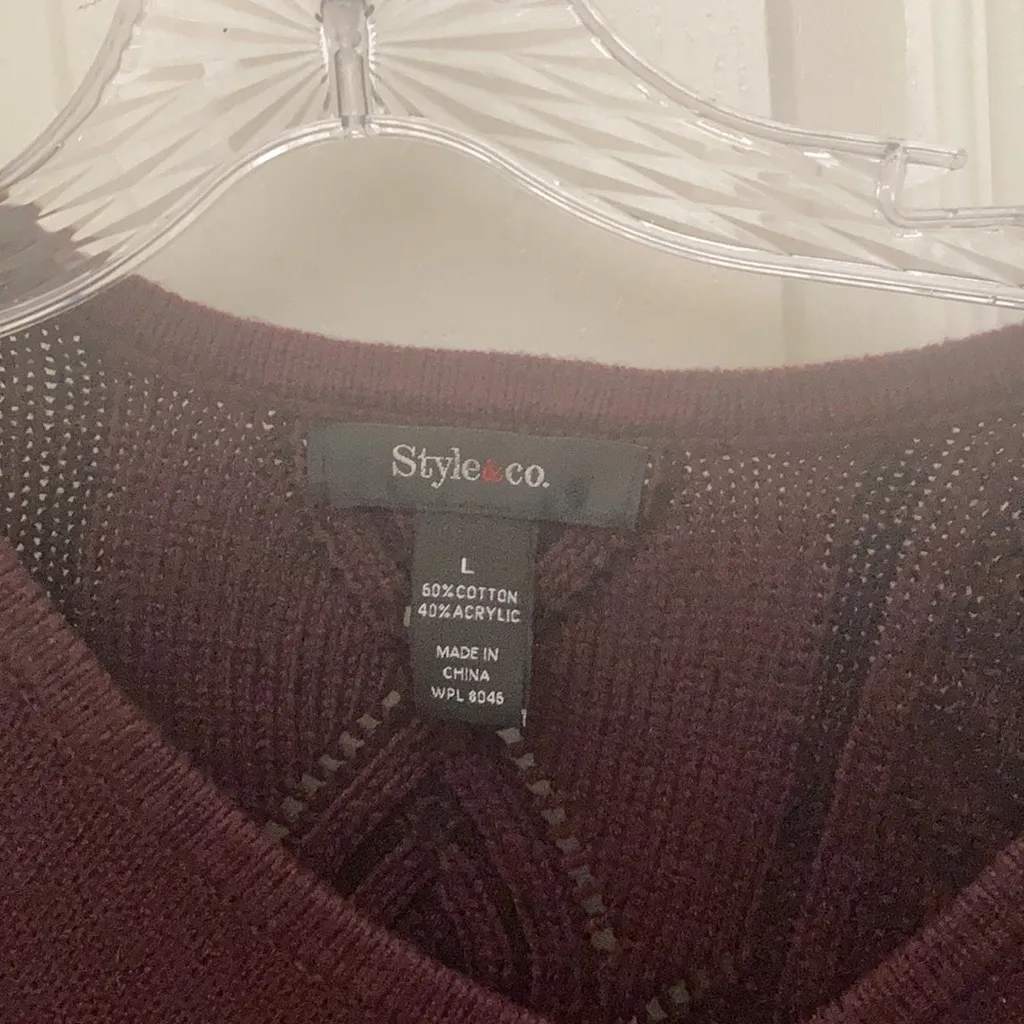 Style&co.
L
60%COTTON
40%ACRYLIC
MADE IN
CHINA
WPL 8046